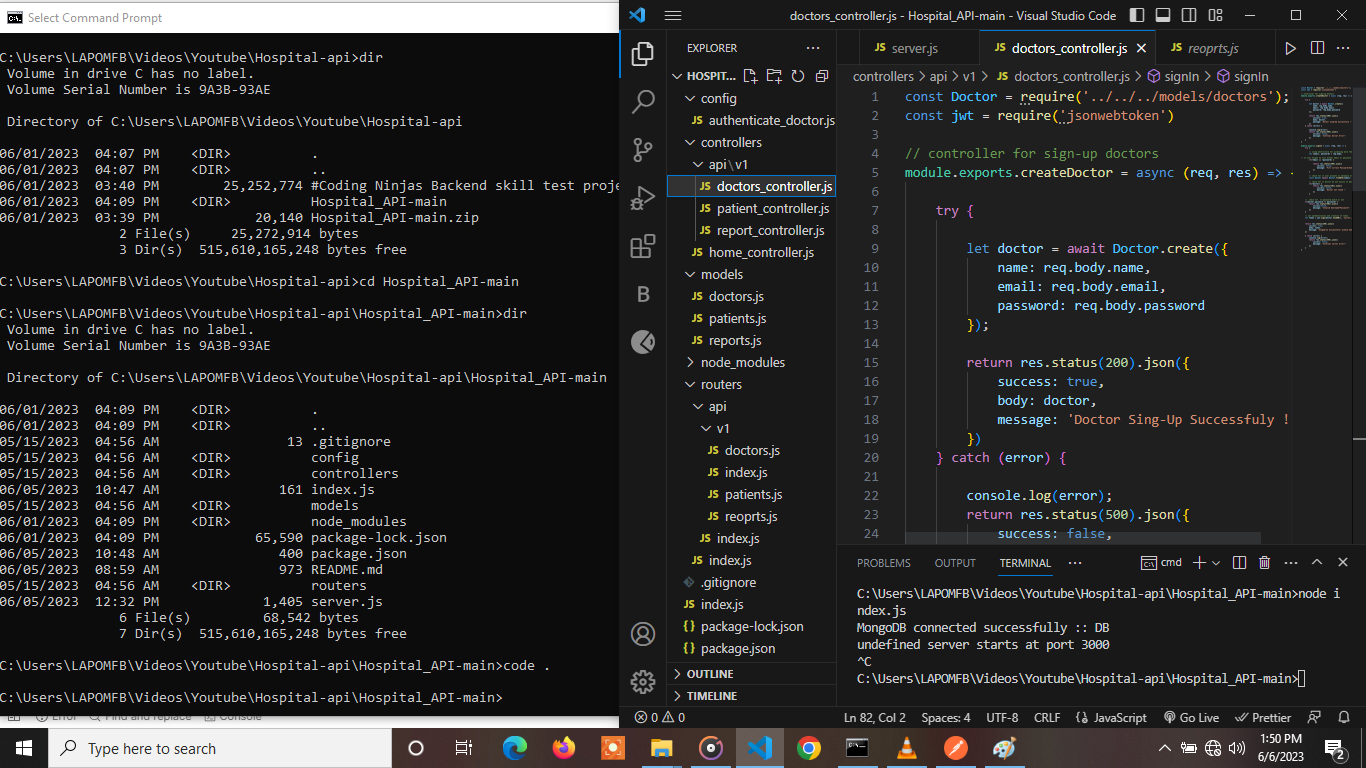 Select Command Prompt
C:\Users\LAPOMFB\Videos\Youtube\Hospital-api>dir
Volume in drive C has no label.
Volume Serial Number is 9A3B-93AE
Directory of C:\Users\LAPOMFB\Videos\Youtube\Hospital-api
06/01/2023 04:07 PM <DIR> .
06/01/2023 04:07 PM <DIR> ..
06/01/2023 03:40 PM 25,252,774 #Coding Ninjas Backend skill test proje
06/01/2023 04:09 PM <DIR> Hospital_API-main
06/01/2023 03:39 PM 20,140 Hospital_API-main.zip
2 File(s) 25,272,914 bytes
3 Dir(s) 515,610,165,248 bytes free
C:\Users\LAPOMFB\Videos\Youtube\Hospital-api>cd Hospital_API-main
C:\Users\LAPOMFB\Videos\Youtube\Hospital-api\Hospital_API-main>dir
Volume in drive C has no label.
Volume Serial Number is 9A3B-93AE
Directory of C:\Users\LAPOMFB\Videos\Youtube\Hospital-api\Hospital_API-main
06/01/2023 04:09 PM <DIR> .
06/01/2023 04:09 PM <DIR> ..
05/15/2023 04:56 AM 13 .gitignore
05/15/2023 04:56 AM <DIR> config
05/15/2023 04:56 AM <DIR> controllers
06/05/2023 10:47 AM 161 index.js
05/15/2023 04:56 AM <DIR> models
06/01/2023 04:09 PM <DIR> node_modules
06/01/2023 04:09 PM 65,590 package-lock.json
06/05/2023 10:48 AM 400 package.json
06/05/2023 08:59 AM 973 README.md
05/15/2023 04:56 AM <DIR> routers
06/05/2023 12:32 PM 1,405 server.js
6 File(s) 68,542 bytes
7 Dir(s) 515,610,165,248 bytes free
C:\Users\LAPOMFB\Videos\Youtube\Hospital-api\Hospital_API-main>code .
C:\Users\LAPOMFB\Videos\Youtube\Hospital-api\Hospital_API-main>
Error Find and replace Console
doctors_controller.js - Hospital_API-main - Visual Studio Code
EXPLORER
HOSPIT...
config
JS authenticate_doctor.js
controllers
api\v1
JS doctors_controller.js
JS patient_controller.js
JS report_controller.js
JS home_controller.js
models
JS doctors.js
JS patients.js
JS reports.js
node_modules
routers
api
v1
JS doctors.js
JS index.js
JS patients.js
JS reoprts.js
JS index.js
JS index.js
.gitignore
JS index.js
{} package-lock.json
{} package.json
OUTLINE
TIMELINE
JS server.js
JS doctors_controller.js
JS reoprts.js
controllers > api > v1 > JS doctors_controller.js > signIn > signIn
1 const Doctor = require('../../../models/doctors');
2 const jwt = require('jsonwebtoken')
3
4 // controller for sign-up doctors
5 module.exports.createDoctor = async (req, res) => {
6
7 try {
8
9 let doctor = await Doctor.create({
10 name: req.body.name,
11 email: req.body.email,
12 password: req.body.password
13 });
14
15 return res.status(200).json({
16 success: true,
17 body: doctor,
18 message: 'Doctor Sing-Up Successfuly !
19 })
20 } catch (error) {
21
22 console.log(error);
23 return res.status(500).json({
24 success: false,
PROBLEMS OUTPUT TERMINAL cmd
C:\Users\LAPOMFB\Videos\Youtube\Hospital-api\Hospital_API-main>node i
ndex.js
MongoDB connected successfully :: DB
undefined server starts at port 3000
^C
C:\Users\LAPOMFB\Videos\Youtube\Hospital-api\Hospital_API-main>
0 0 Ln 82, Col 2 Spaces: 4 UTF-8 CRLF {} JavaScript Go Live Prettier
Type here to search
1:50 PM
6/6/2023
2